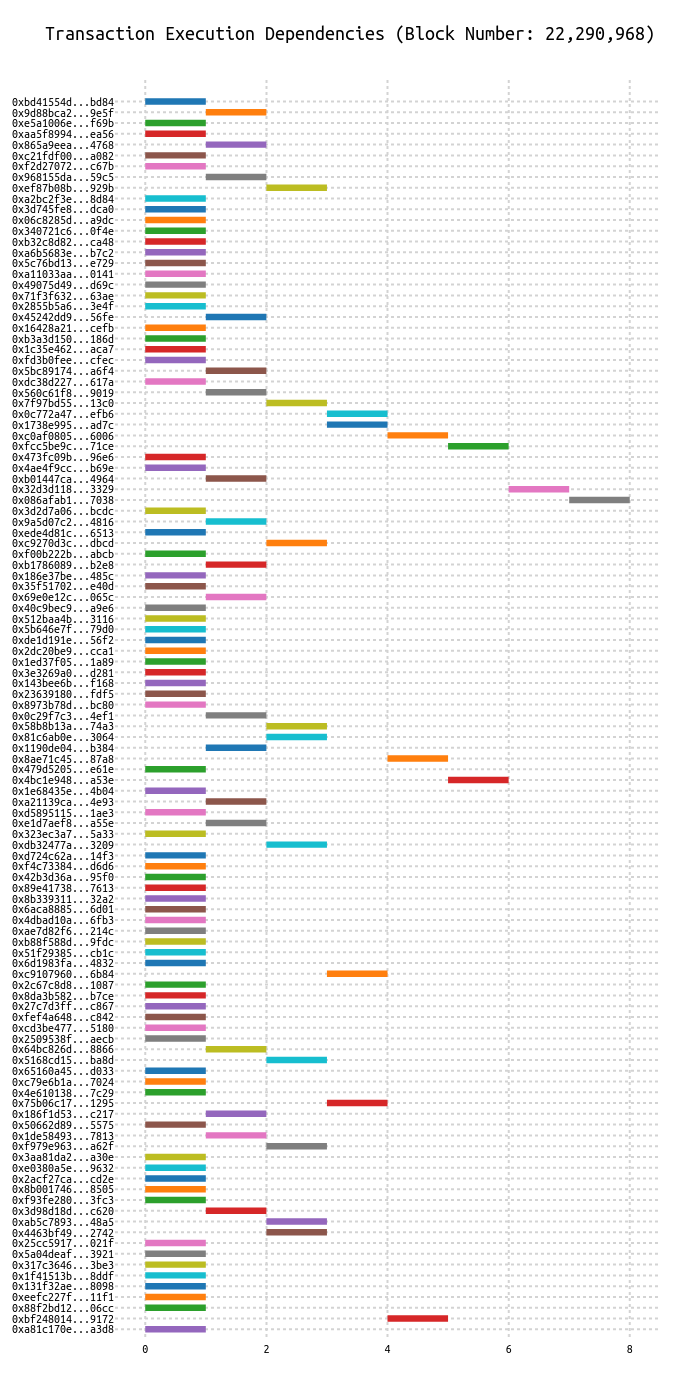 Transaction Execution Dependencies (Block Number: 22,290,968)
0xbd41554d...bd84
0x9d88bca2...9e5f
0xe5a1006e...f69b
0xaa5f8994...ea56
0x865a9eea...4768
0xc21fdf00...a082
0xf2d27072...c67b
0x968155da...59c5
0xef87b08b...929b
0xa2bc2f3e...8d84
0x3d745fe8...dca0
0x06c8285d...a9dc
0x340721c6...0f4e
0xb32c8d82...ca48
0xa6b5683e...b7c2
0x5c76bd13...e729
0xa11033aa...0141
0x49075d49...d69c
0x71f3f632...63ae
0x2855b5a6...3e4f
0x45242dd9...56fe
0x16428a21...cefb
0xb3a3d150...186d
0x1c35e462...aca7
0xfd3b0fee...cfec
0x5bc89174...a6f4
0xdc38d227...617a
0x560c61f8...9019
0x7f97bd55...13c0
0x0c772a47...efb6
0x1738e995...ad7c
0xc0af0805...6006
0xfcc5be9c...71ce
0x473fc09b...96e6
0x4ae4f9cc...b69e
0xb01447ca...4964
0x32d3d118...3329
0x086afab1...7038
0x3d2d7a06...bcdc
0x9a5d07c2...4816
0xede4d81c...6513
0xc9270d3c...dbcd
0xf00b222b...abcb
0xb1786089...b2e8
0x186e37be...485c
0x35f51702...e40d
0x69e0e12c...065c
0x40c9bec9...a9e6
0x512baa4b...3116
0x5b646e7f...79d0
0xde1d191e...56f2
0x2dc20be9...cca1
0x1ed37f05...1a89
0x3e3269a0...d281
0x143bee6b...f168
0x23639180...fdf5
0x8973b78d...bc80
0x0c29f7c3...4ef1
0x58b8b13a...74a3
0x81c6ab0e...3064
0x1190de04...b384
0x8ae71c45...87a8
0x479d5205...e61e
0x4bc1e948...a53e
0x1e68435e...4b04
0xa21139ca...4e93
0xd5895115...1ae3
0xe1d7aef8...a55e
0x323ec3a7...5a33
0xdb32477a...3209
0xd724c62a...14f3
0xf4c73384...d6d6
0x42b3d36a...95f0
0x89e41738...7613
0x8b339311...32a2
0x6aca8885...6d01
0x4dbad10a...6fb3
0xae7d82f6...214c
0xb88f588d...9fdc
0x51f29385...cb1c
0x6d1983fa...4832
0xc9107960...6b84
0x2c67c8d8...1087
0x8da3b582...b7ce
0x27c7d3ff...c867
0xfef4a648...c842
0xcd3be477...5180
0x2509538f...aecb
0x64bc826d...8866
0x5168cd15...ba8d
0x65160a45...d033
0xc79e6b1a...7024
0x4e610138...7c29
0x75b06c17...1295
0x186f1d53...c217
0x50662d89...5575
0x1de58493...7813
0xf979e963...a62f
0x3aa81da2...a30e
0xe0380a5e...9632
0x2acf27ca...cd2e
0x8b001746...8505
0xf93fe280...3fc3
0x3d98d18d...c620
0xab5c7893...48a5
0x4463bf49...2742
0x25cc5917...021f
0x5a04deaf...3921
0x317c3646...3be3
0x1f41513b...8ddf
0x131f32ae...8098
0xeefc227f...11f1
0x88f2bd12...06cc
0xbf248014...9172
0xa81c170e...a3d8
0 2 4 6 8